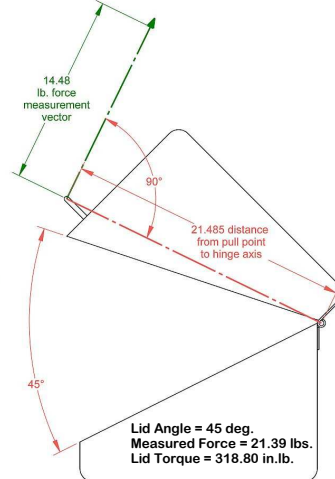 14.48
lb. force
measurement
vector
90°
21.485 distance
from pull point
to hinge axis
45°
Lid Angle = 45 deg.
Measured Force = 21.39 lbs.
Lid Torque = 318.80 in.lb.